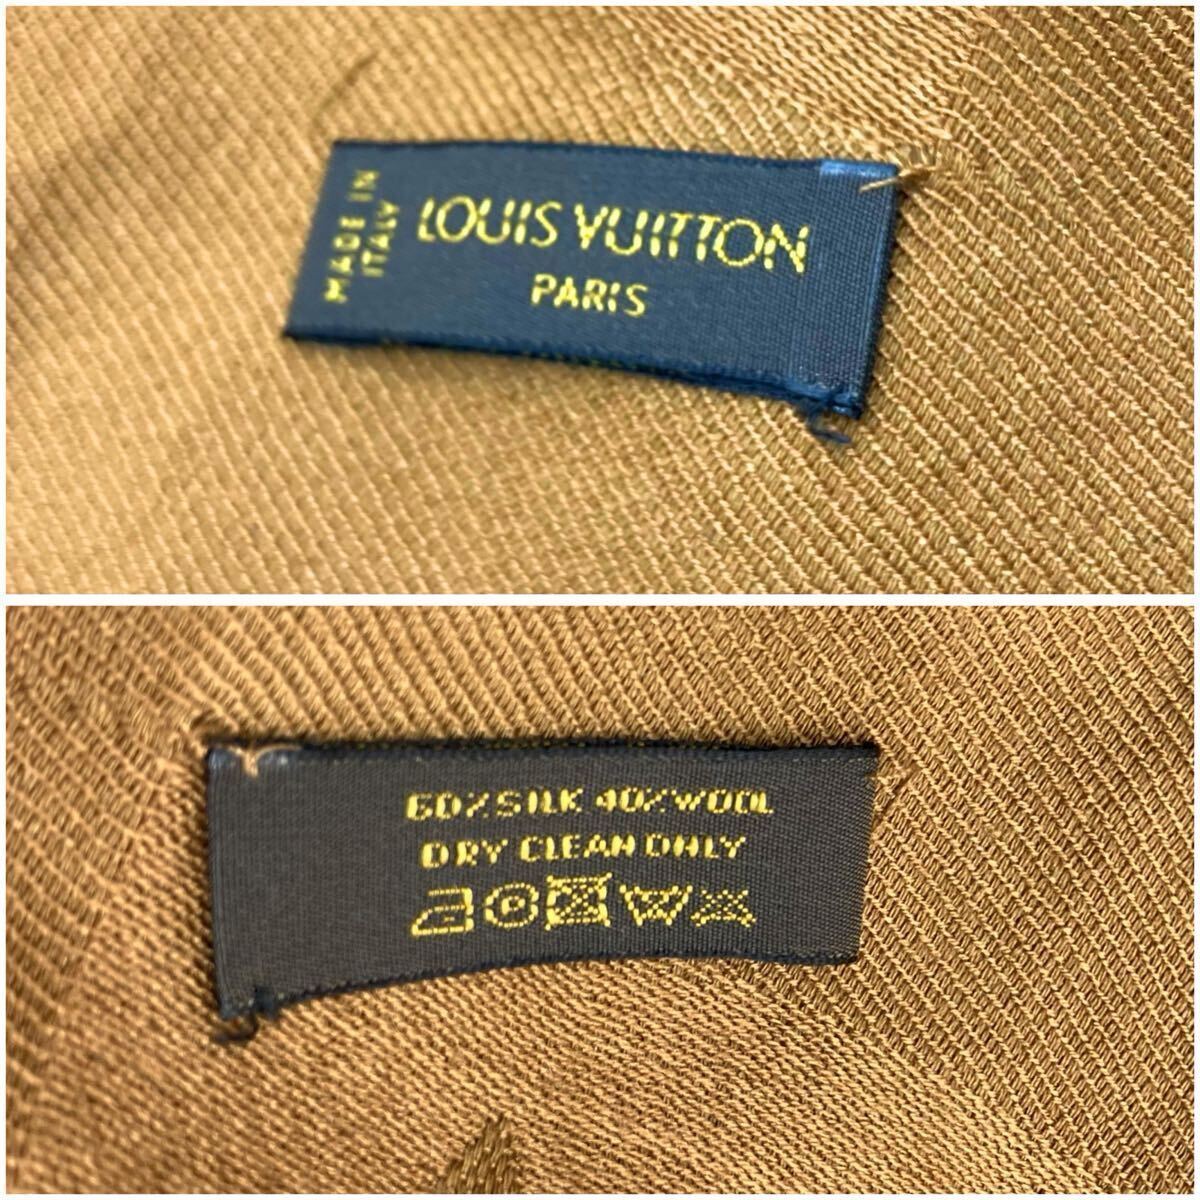 MADE IN
ITALY
LOUIS VUITTON
PARIS
60% SILK 40% WOOL
DRY CLEAN ONLY